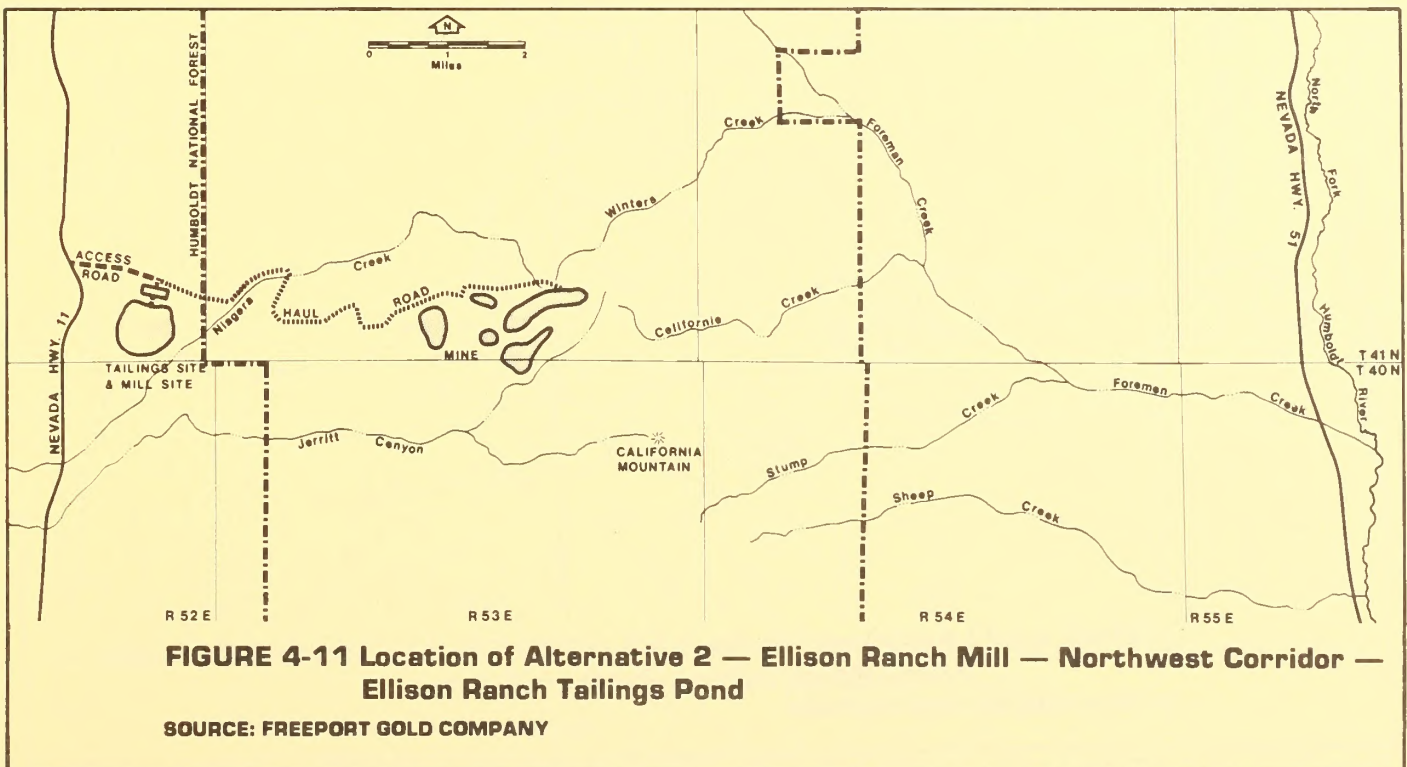 N
0 1 2
Miles
HUMBOLDT NATIONAL FOREST
ACCESS
ROAD
NEVADA HWY. 11
TAILINGS SITE
& MILL SITE
Niagara
Creek
HAUL
ROAD
MINE
Winters
Creek
Foreman
Creek
California
Creek
Jerritt Canyon
CALIFORNIA
MOUNTAIN
Stump
Creek
Sheep
Creek
Foreman
Creek
NEVADA HWY. 51
North
Fork
Humboldt
River
T 41 N
T 40 N
R 52 E
R 53 E
R 54 E
R 55 E
FIGURE 4-11 Location of Alternative 2 — Ellison Ranch Mill — Northwest Corridor —
Ellison Ranch Tailings Pond
SOURCE: FREEPORT GOLD COMPANY